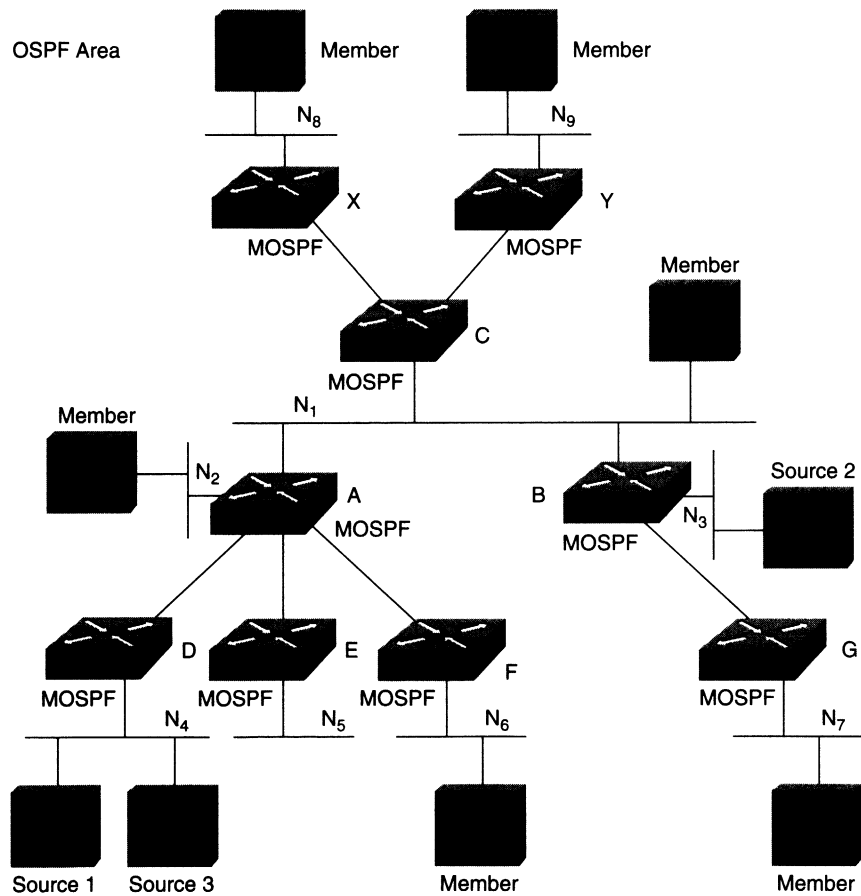 OSPF Area
Member
Member
N8
N9
X
Y
MOSPF
MOSPF
Member
C
MOSPF
N1
Member
N2
A
B
Source 2
N3
MOSPF
MOSPF
D
E
F
G
MOSPF
MOSPF
MOSPF
MOSPF
N4
N5
N6
N7
Source 1
Source 3
Member
Member